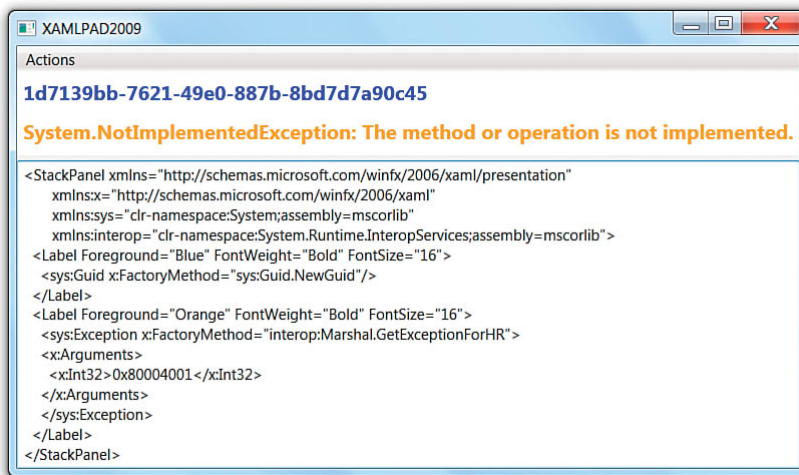 XAMLPAD2009
Actions
1d7139bb-7621-49e0-887b-8bd7d7a90c45
System.NotImplementedException: The method or operation is not implemented.
<StackPanel xmlns="http://schemas.microsoft.com/winfx/2006/xaml/presentation"
xmlns:x="http://schemas.microsoft.com/winfx/2006/xaml"
xmlns:sys="clr-namespace:System;assembly=mscorlib"
xmlns:interop="clr-namespace:System.Runtime.InteropServices;assembly=mscorlib">
<Label Foreground="Blue" FontWeight="Bold" FontSize="16">
<sys:Guid x:FactoryMethod="sys:Guid.NewGuid"/>
</Label>
<Label Foreground="Orange" FontWeight="Bold" FontSize="16">
<sys:Exception x:FactoryMethod="interop:Marshal.GetExceptionForHR">
<x:Arguments>
<x:Int32>0x80004001</x:Int32>
</x:Arguments>
</sys:Exception>
</Label>
</StackPanel>